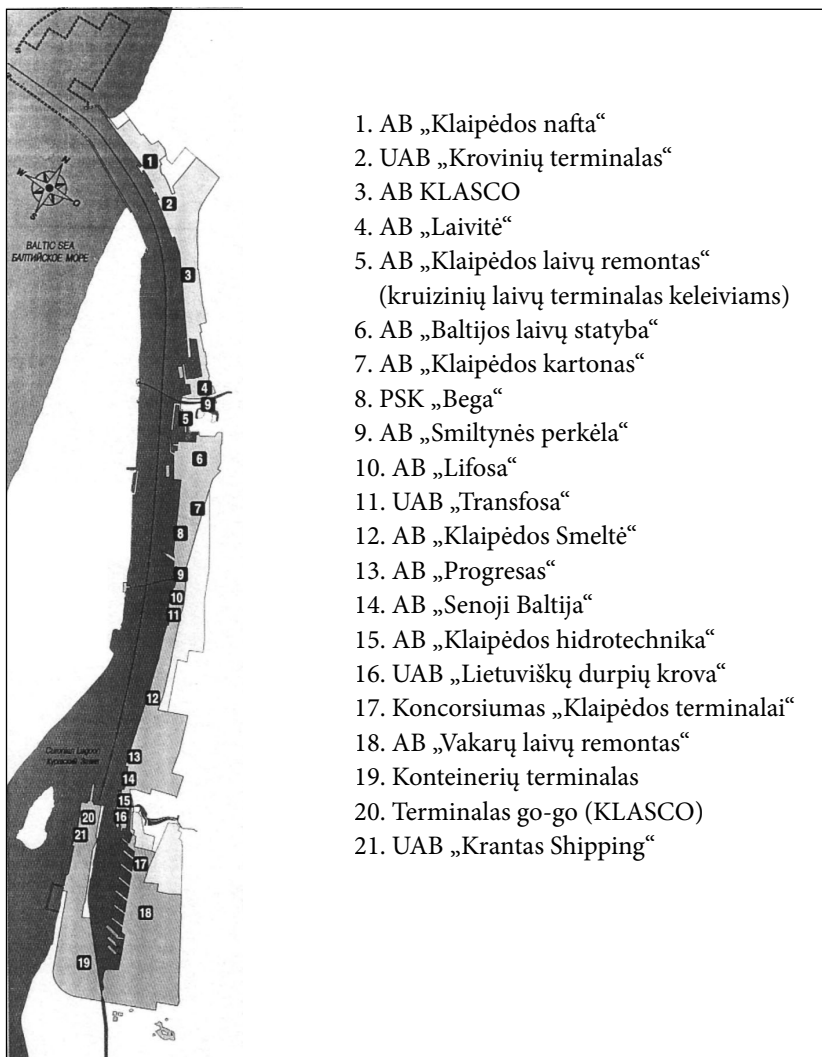 1. AB „Klaipėdos nafta“
2. UAB „Krovinių terminalas“
3. AB KLASCO
4. AB „Laivitė“
5. AB „Klaipėdos laivų remontas“
(kruizinių laivų terminalas keleiviams)
6. AB „Baltijos laivų statyba“
7. AB „Klaipėdos kartonas“
8. PSK „Bega“
9. AB „Smiltynės perkėla“
10. AB „Lifosa“
11. UAB „Transfosa“
12. AB „Klaipėdos Smeltė“
13. AB „Progresas“
14. AB „Senoji Baltija“
15. AB „Klaipėdos hidrotechnika“
16. UAB „Lietuviškų durpių krova“
17. Koncorsiumas „Klaipėdos terminalai“
18. AB „Vakarų laivų remontas“
19. Konteinerių terminalas
20. Terminalas go-go (KLASCO)
21. UAB „Krantas Shipping“
1
2
W
N
S
O
BALTIC SEA
БАЛТИЙСКОЕ МОРЕ
3
4
9
5
6
7
8
9
10
11
12
Curonian Lagoon
13
14
15
20
16
21
17
18
19